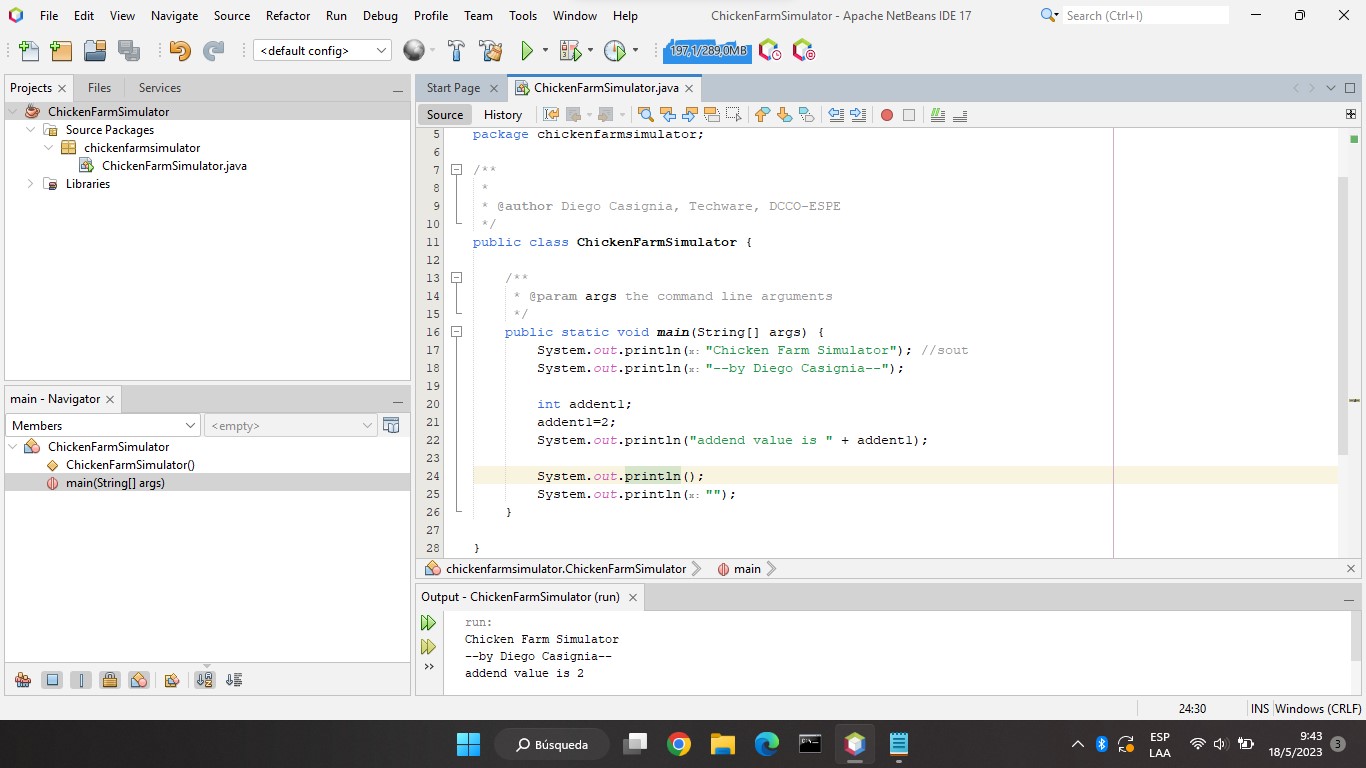 File Edit View Navigate Source Refactor Run Debug Profile Team Tools Window Help ChickenFarmSimulator - Apache NetBeans IDE 17 Search (Ctrl+I)
<default config> 197,1/289,0MB
Projects Files Services
ChickenFarmSimulator
Source Packages
chickenfarmsimulator
ChickenFarmSimulator.java
Libraries
main - Navigator
Members <empty>
ChickenFarmSimulator
ChickenFarmSimulator()
main(String[] args)
Start Page ChickenFarmSimulator.java
Source History
5 package chickenfarmsimulator;
6
7 /**
8 *
9 * @author Diego Casignia, Techware, DCCO-ESPE
10 */
11 public class ChickenFarmSimulator {
12
13 /**
14 * @param args the command line arguments
15 */
16 public static void main(String[] args) {
17 System.out.println(x: "Chicken Farm Simulator"); //sout
18 System.out.println(x: "--by Diego Casignia--");
19
20 int addent1;
21 addent1=2;
22 System.out.println("addend value is " + addent1);
23
24 System.out.println();
25 System.out.println(x: "");
26 }
27
28 }
chickenfarmsimulator.ChickenFarmSimulator main
Output - ChickenFarmSimulator (run)
run:
Chicken Farm Simulator
--by Diego Casignia--
addend value is 2
24:30 INS Windows (CRLF)
Búsqueda
ESP
LAA
9:43
18/5/2023
3